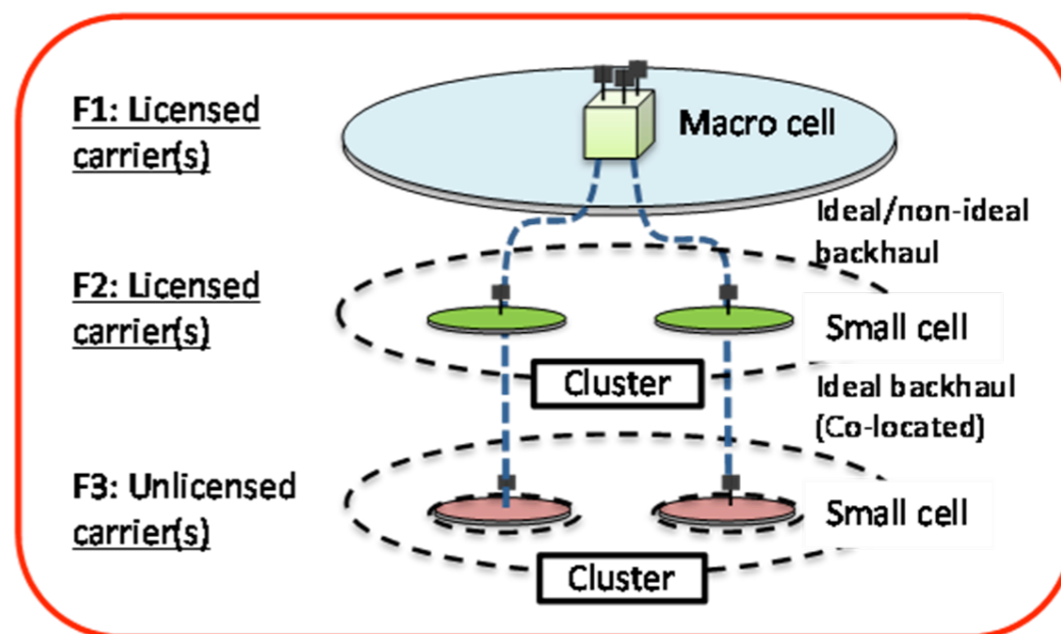 F1: Licensed
carrier(s)
Macro cell
Ideal/non-ideal
backhaul
F2: Licensed
carrier(s)
Small cell
Cluster
Ideal backhaul
(Co-located)
F3: Unlicensed
carrier(s)
Small cell
Cluster